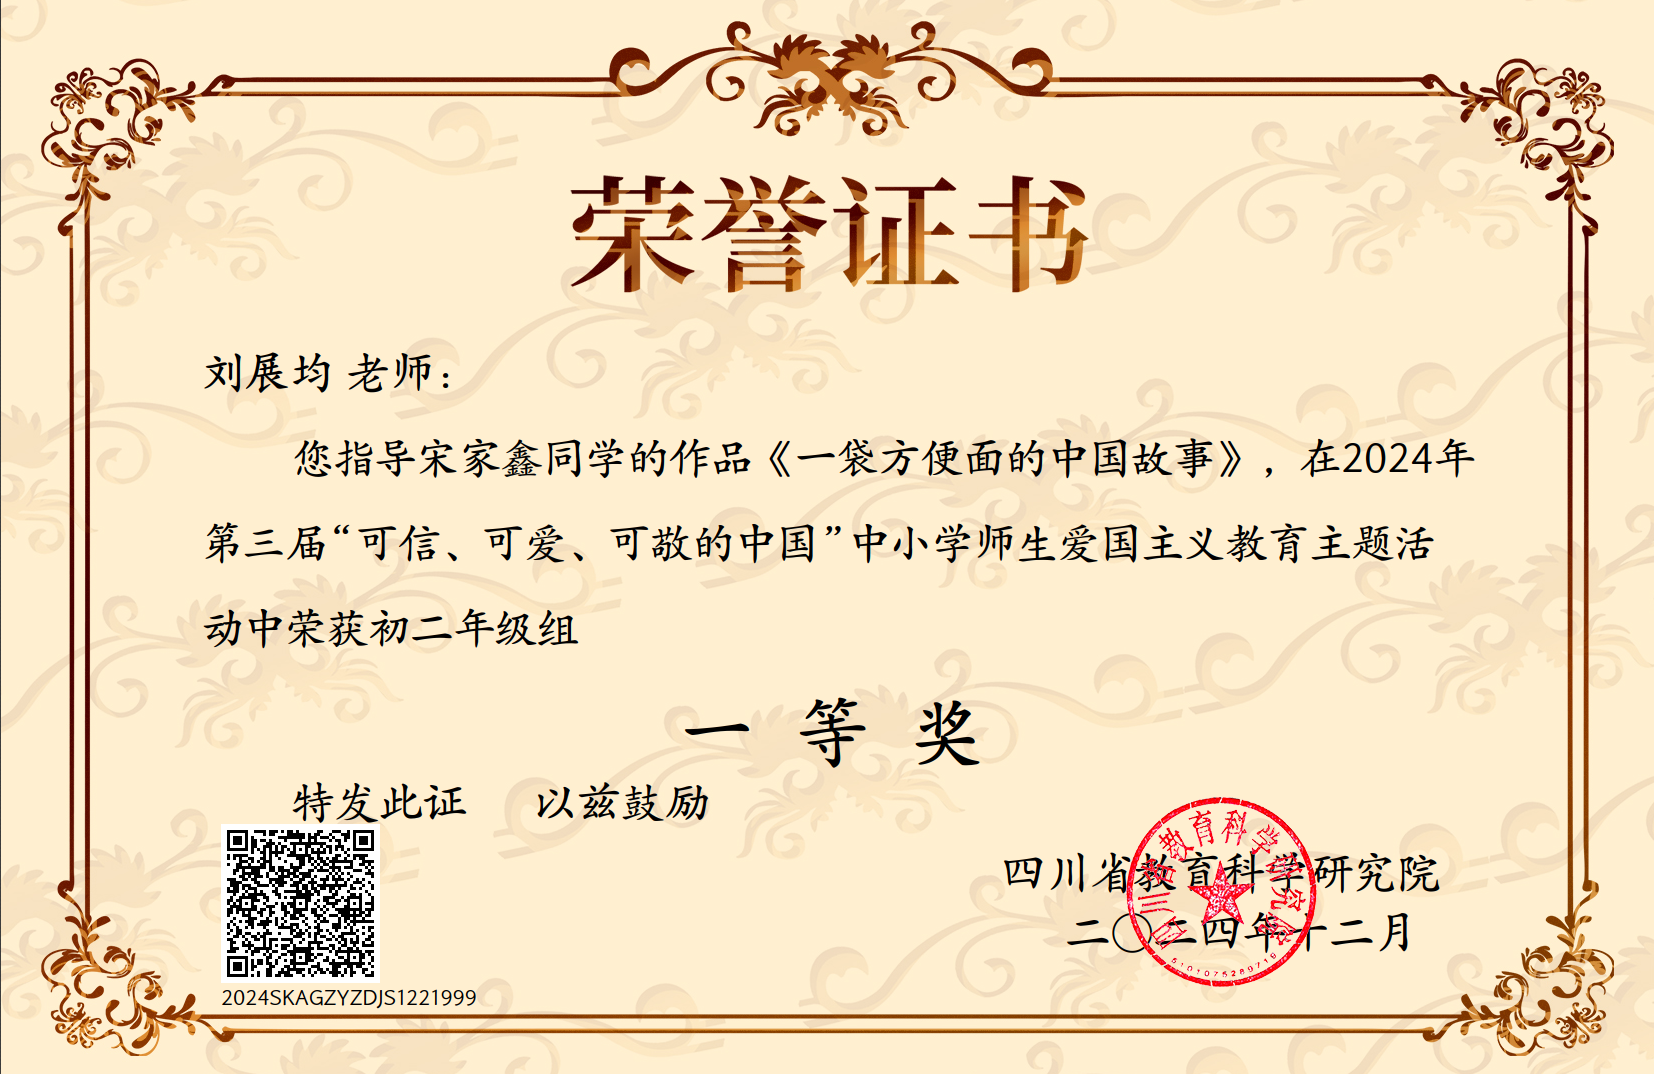 荣誉证书
刘展均 老师：
您指导宋家鑫同学的作品《一袋方便面的中国故事》，在2024年
第三届“可信、可爱、可敬的中国”中小学师生爱国主义教育主题活
动中荣获初二年级组
一 等 奖
特发此证 以兹鼓励
四川省教育科学研究院
二〇二四年十二月
四川省教育科学研究院
5101075289719
2024SKAGZYZDJS1221999